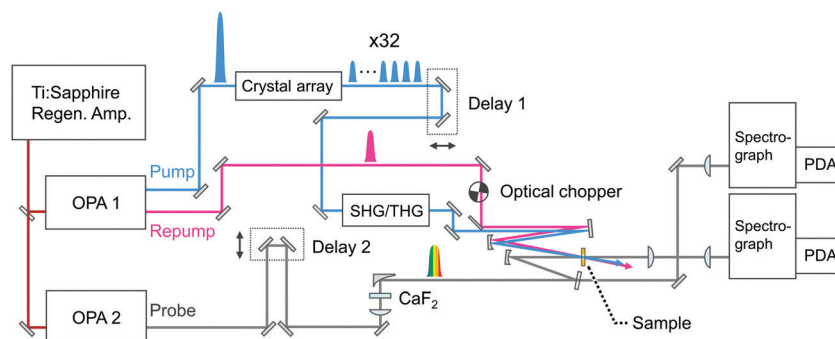 x32
Ti:Sapphire
Regen. Amp.
Crystal array
Delay 1
Spectro-
graph
PDA
Pump
OPA 1
Repump
Optical chopper
SHG/THG
Delay 2
Spectro-
graph
PDA
CaF2
OPA 2
Probe
Sample